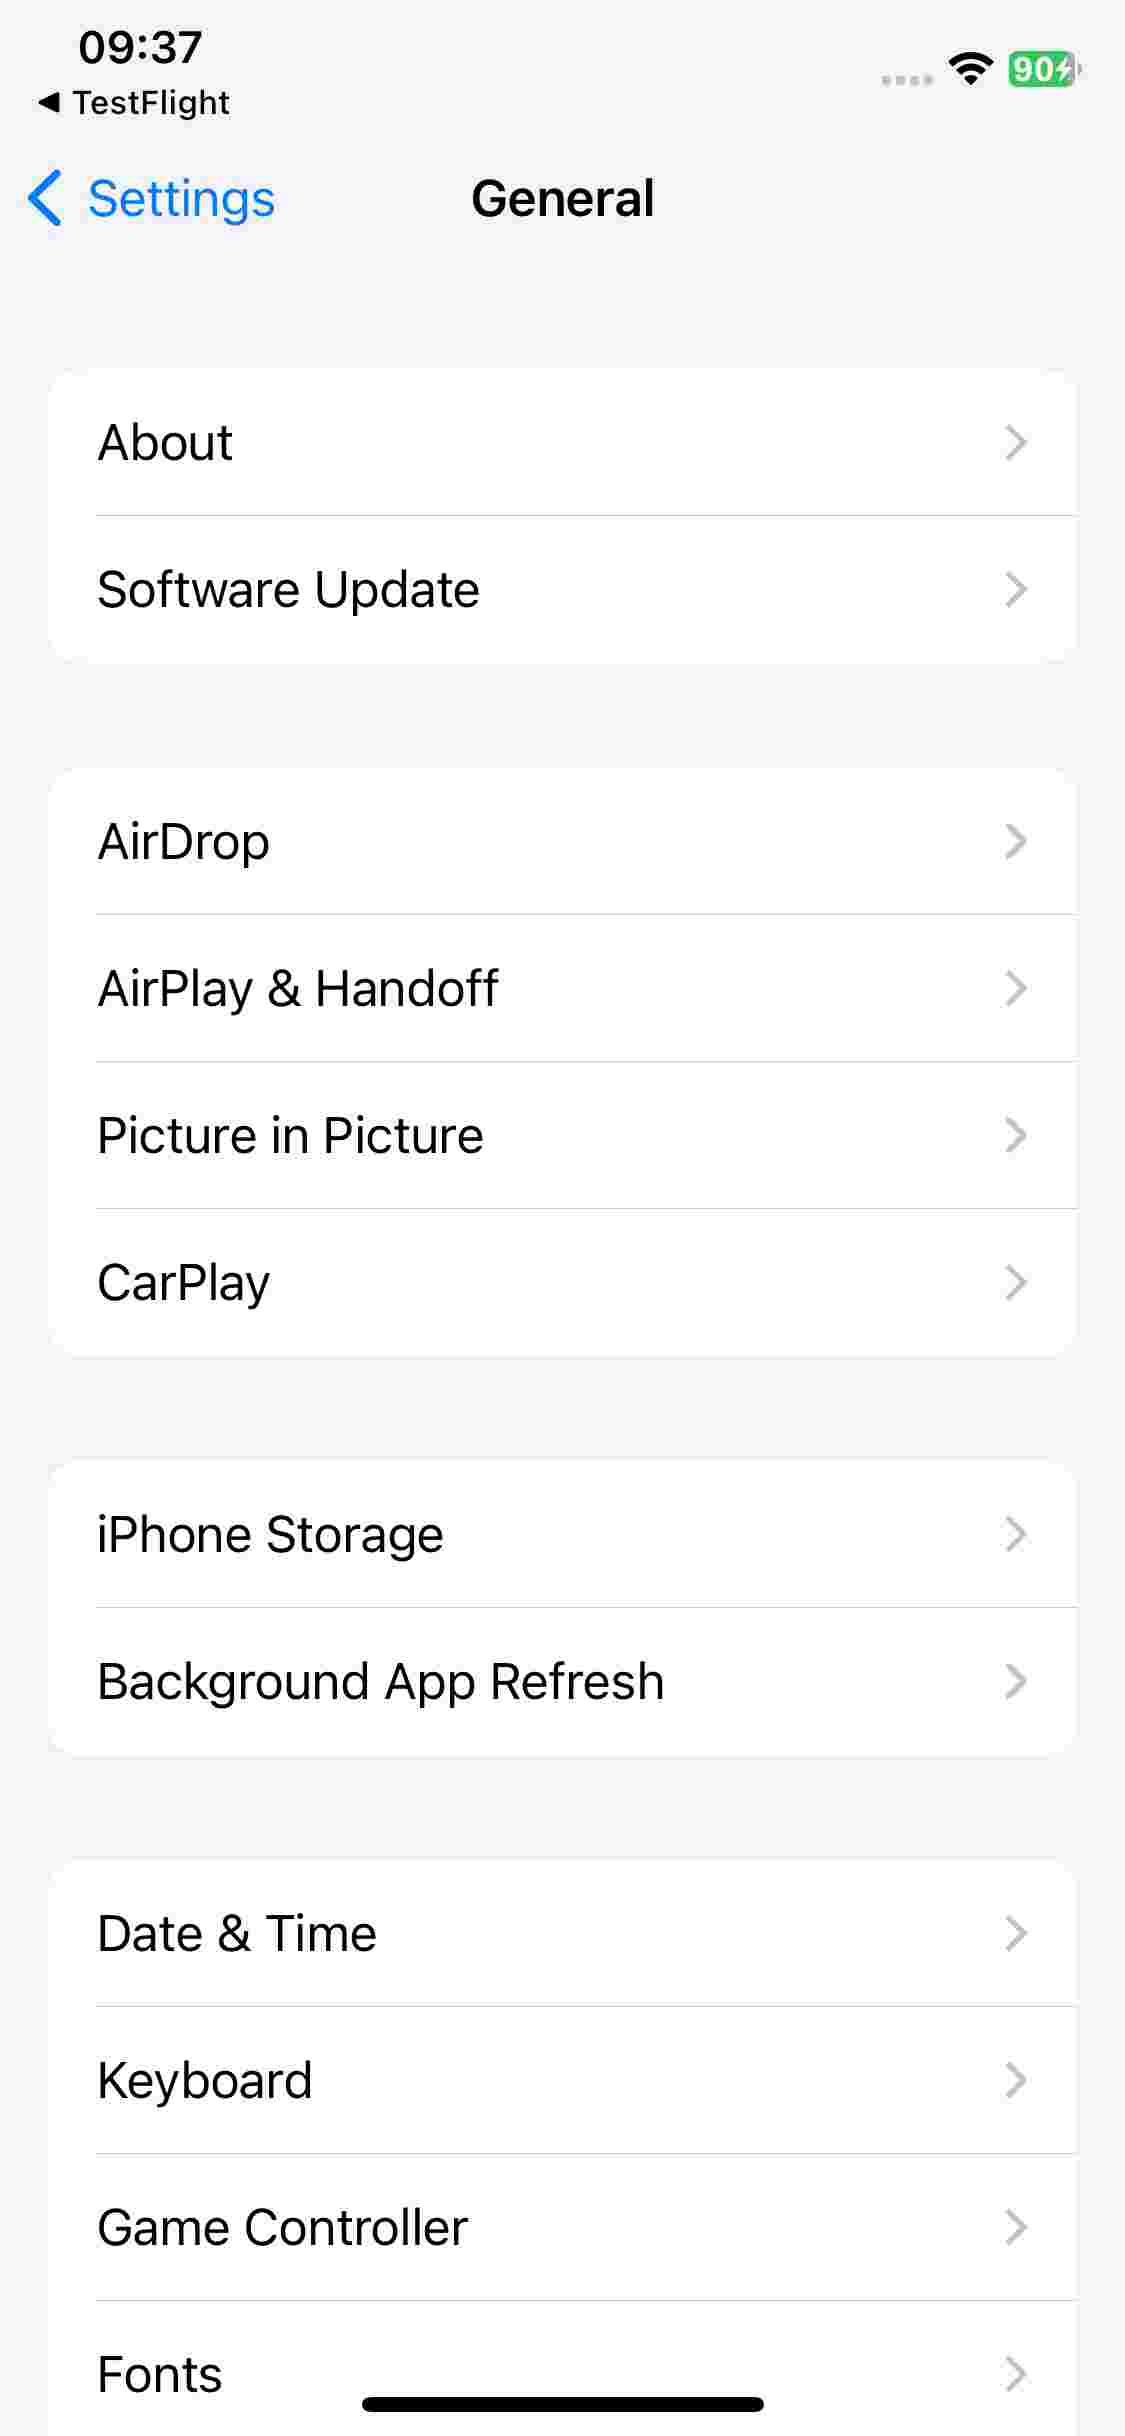 09:37
TestFlight
90
Settings
General
About
Software Update
AirDrop
AirPlay & Handoff
Picture in Picture
CarPlay
iPhone Storage
Background App Refresh
Date & Time
Keyboard
Game Controller
Fonts